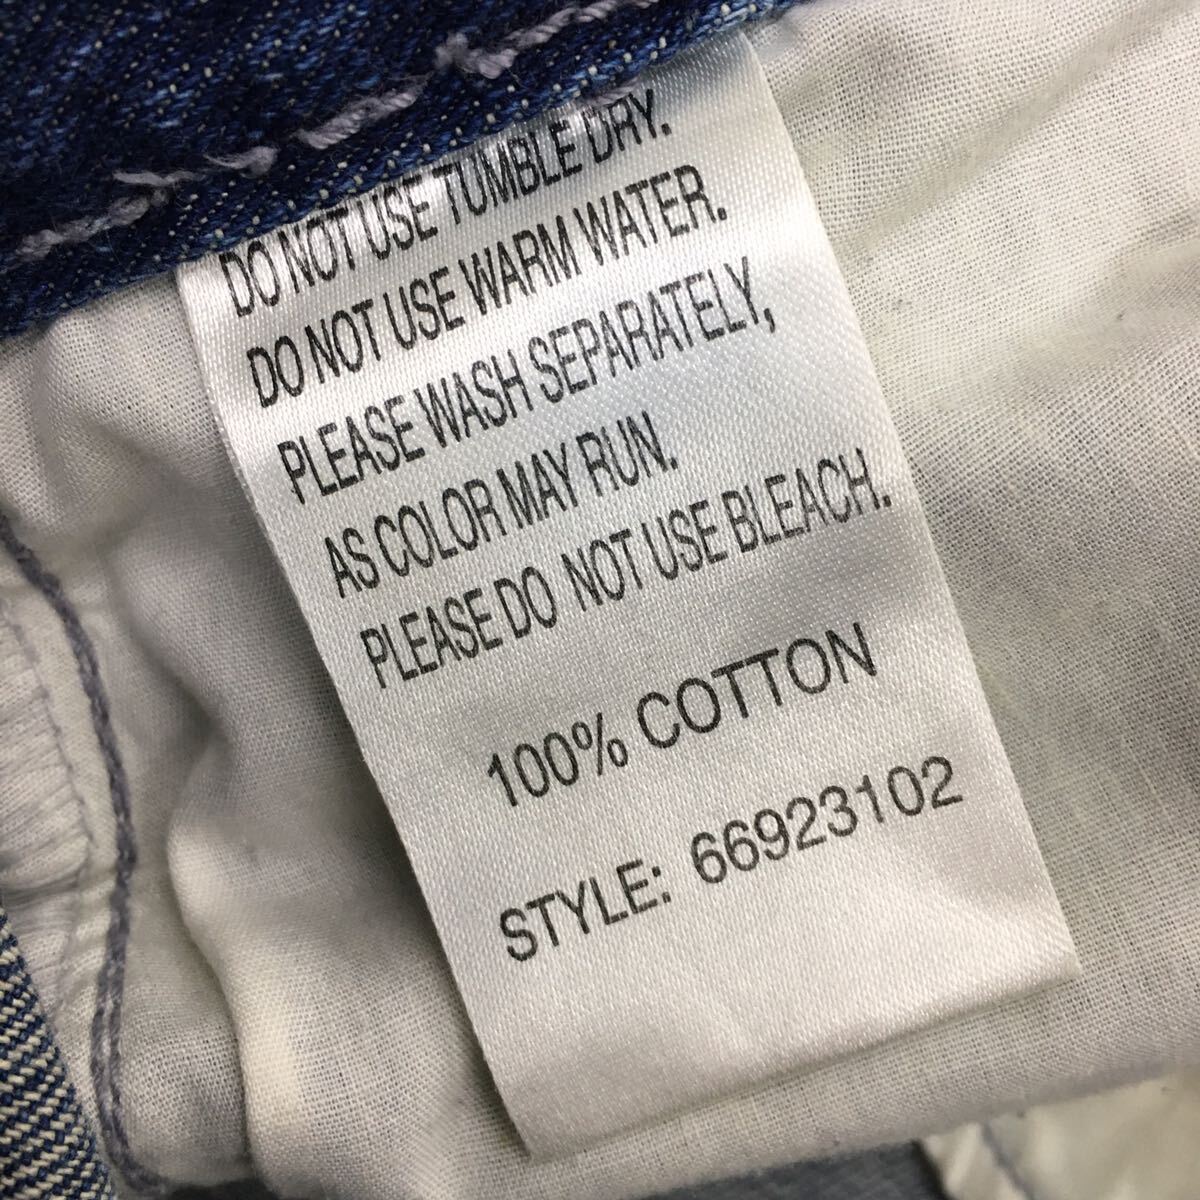 DO NOT USE TUMBLE DRY.
DO NOT USE WARM WATER.
PLEASE WASH SEPARATELY,
AS COLOR MAY RUN.
PLEASE DO NOT USE BLEACH.
100% COTTON
STYLE: 66923102